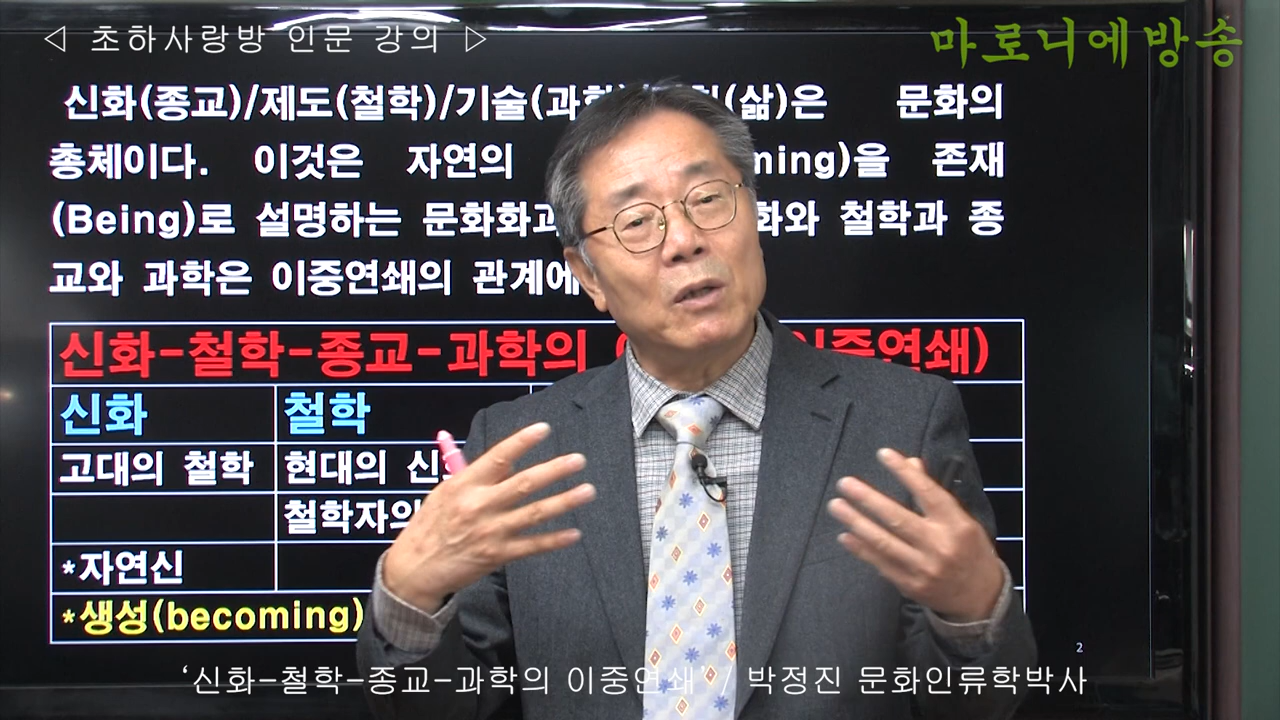 ◁ 초하사랑방 인문 강의 ▷
마로니에방송
신화(종교)/제도(철학)/기술(과학)/ (삶)은 문화의
총체이다. 이것은 자연의 ming)을 존재
(Being)로 설명하는 문화화과 화와 철학과 종
교와 과학은 이중연쇄의 관계에
신화-철학-종교-과학의 이중연쇄)
신화 철학
고대의 철학 현대의 신
철학자의
*자연신
*생성(becoming)
2
‘신화-철학-종교-과학의 이중연쇄’ / 박정진 문화인류학박사